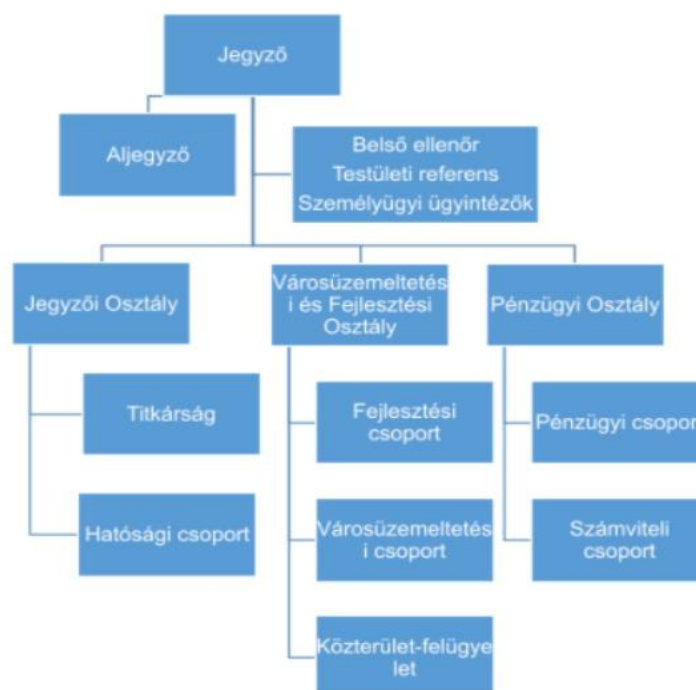 Jegyző
Aljegyző
Belső ellenőr
Testületi referens
Személyügyi ügyintézők
Jegyzői Osztály
Városüzemeltetés
i és Fejlesztési
Osztály
Pénzügyi Osztály
Titkárság
Hatósági csoport
Fejlesztési
csoport
Városüzemeltetés
i csoport
Közterület-felügye
let
Pénzügyi csopor
Számviteli
csoport